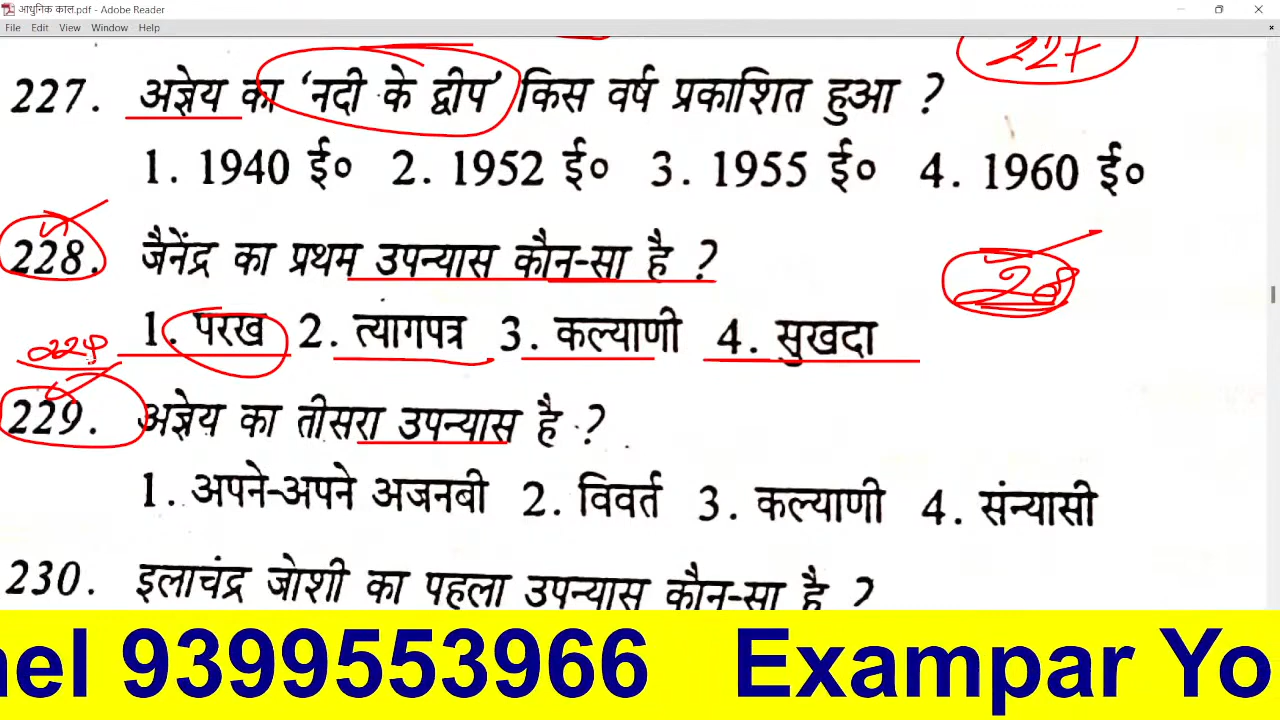 आधुनिक काल.pdf - Adobe Reader
File Edit View Window Help
227
227. अज्ञेय का 'नदी के द्वीप' किस वर्ष प्रकाशित हुआ ?
1. 1940 ई० 2. 1952 ई० 3. 1955 ई० 4. 1960 ई०
228. जैनेंद्र का प्रथम उपन्यास कौन-सा है ?
228
1. परख 2. त्यागपत्र 3. कल्याणी 4. सुखदा
229. अज्ञेय का तीसरा उपन्यास है ?
1. अपने-अपने अजनबी 2. विवर्त 3. कल्याणी 4. संन्यासी
230. इलाचंद्र जोशी का पहला उपन्यास कौन-सा है ?
nel 9399553966 Exampar Yo